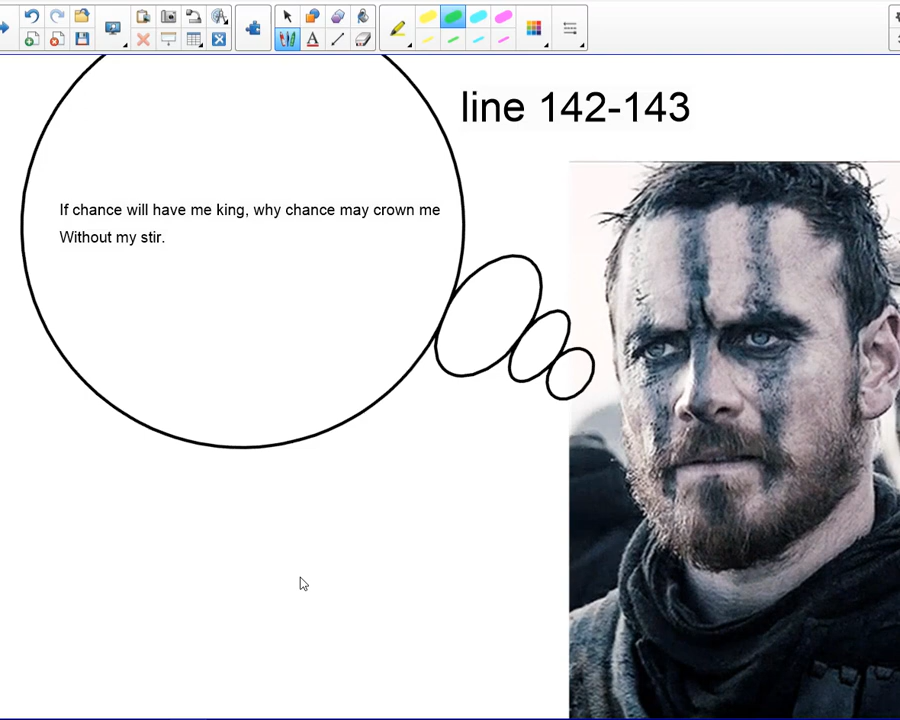 line 142-143
If chance will have me king, why chance may crown me
Without my stir.